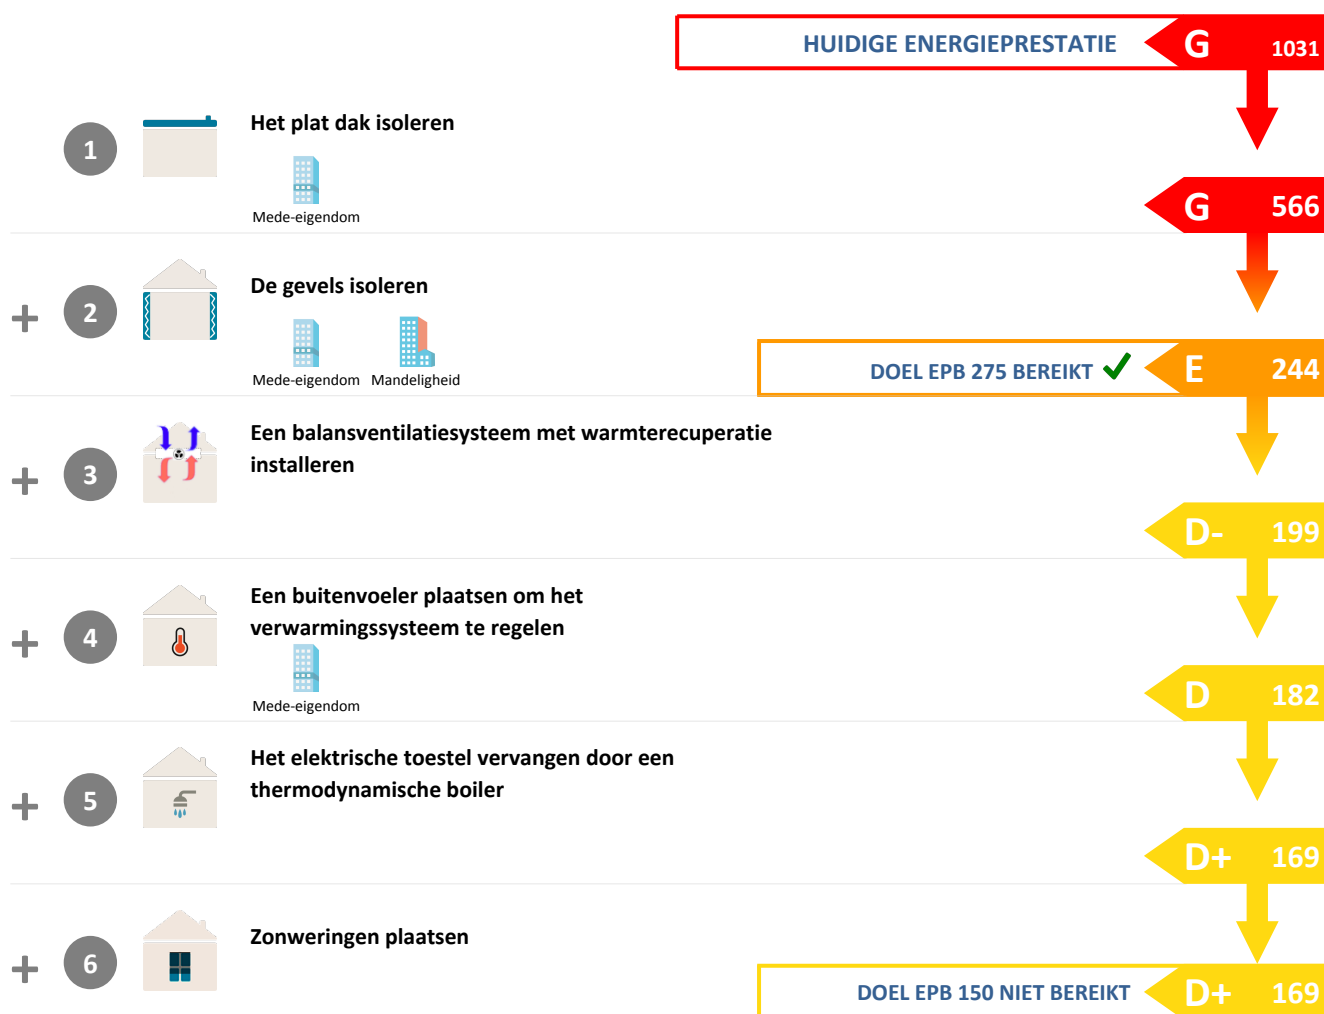 HUIDIGE ENERGIEPRESTATIE G 1031
1 Het plat dak isoleren
Mede-eigendom
G 566
+ 2 De gevels isoleren
Mede-eigendom Mandeligheid
DOEL EPB 275 BEREIKT E 244
+ 3 Een balansventilatiesysteem met warmterecuperatie
installeren
D- 199
+ 4 Een buitenvoeler plaatsen om het
verwarmingssysteem te regelen
Mede-eigendom
D 182
+ 5 Het elektrische toestel vervangen door een
thermodynamische boiler
D+ 169
+ 6 Zonweringen plaatsen
DOEL EPB 150 NIET BEREIKT D+ 169